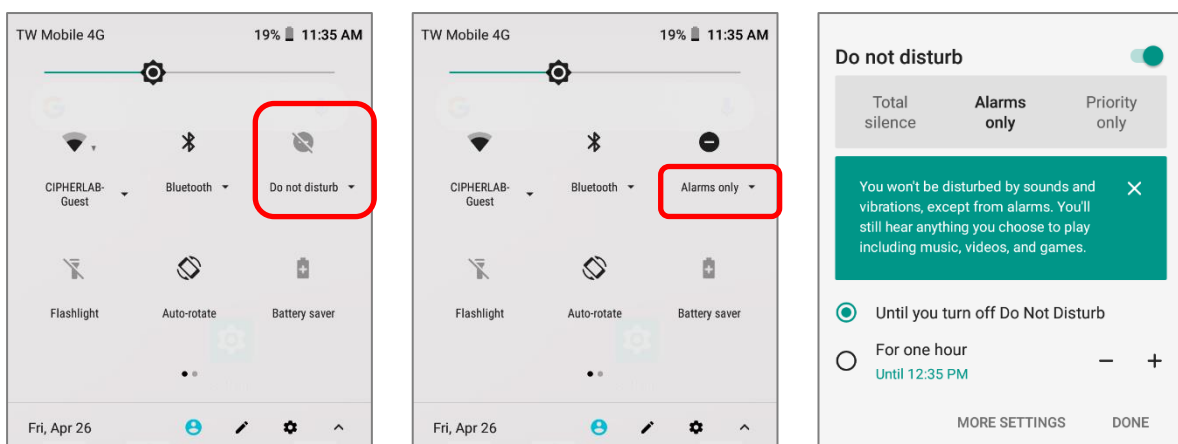 TW Mobile 4G 19% 11:35 AM
CIPHERLAB-
Guest
Bluetooth
Do not disturb
Flashlight
Auto-rotate
Battery saver
Fri, Apr 26
TW Mobile 4G 19% 11:35 AM
CIPHERLAB-
Guest
Bluetooth
Alarms only
Flashlight
Auto-rotate
Battery saver
Fri, Apr 26
Do not disturb
Total
silence
Alarms
only
Priority
only
You won't be disturbed by sounds and
vibrations, except from alarms. You'll
still hear anything you choose to play
including music, videos, and games.
Until you turn off Do Not Disturb
For one hour
Until 12:35 PM
MORE SETTINGS DONE